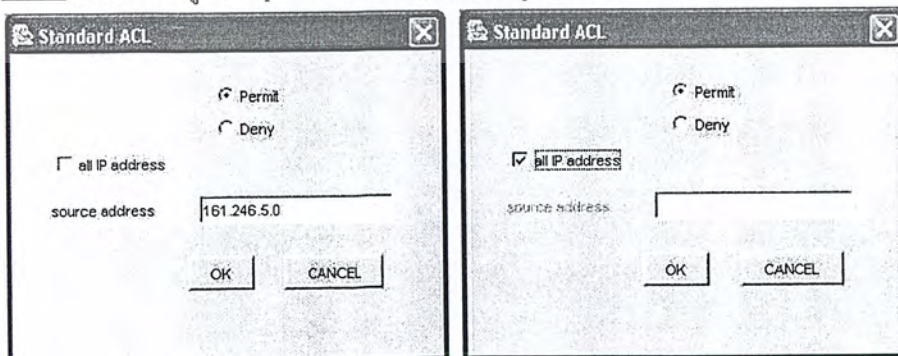 Standard ACL
Permit
Deny
all IP address
source address 161.246.5.0
OK CANCEL
Standard ACL
Permit
Deny
all IP address
source address
OK CANCEL